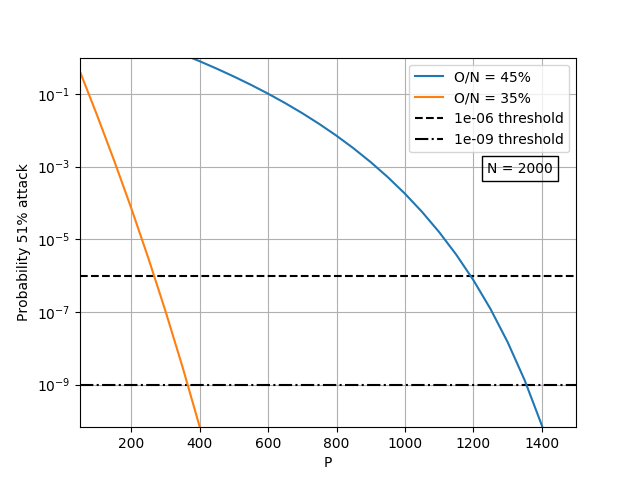 O/N = 45%
O/N = 35%
1e-06 threshold
1e-09 threshold
N = 2000
Probability 51% attack
10⁻¹
10⁻³
10⁻⁵
10⁻⁷
10⁻⁹
200 400 600 800 1000 1200 1400
P